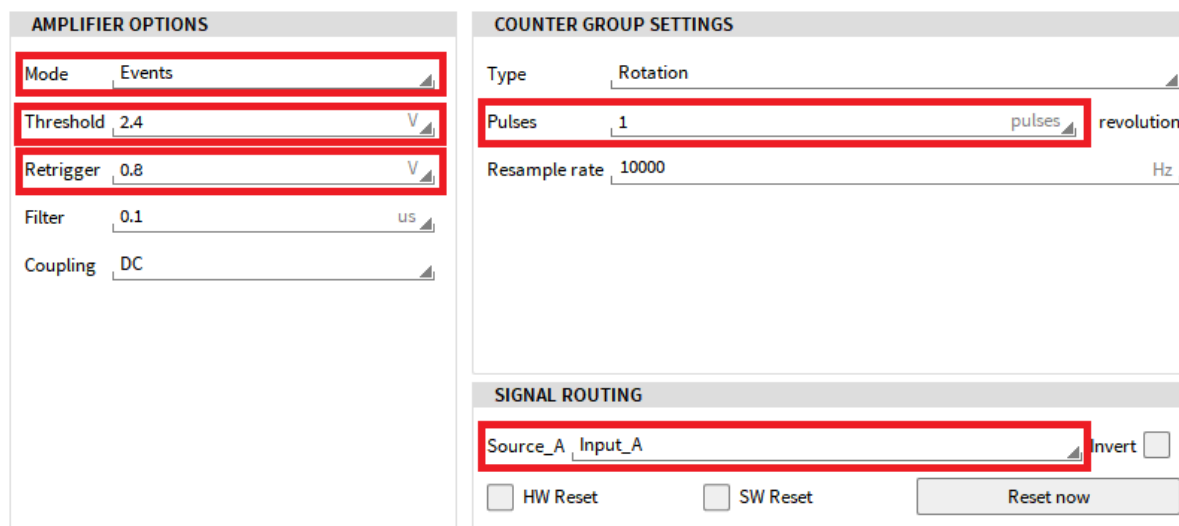 AMPLIFIER OPTIONS
Mode Events
Threshold 2.4 V
Retrigger 0.8 V
Filter 0.1 us
Coupling DC
COUNTER GROUP SETTINGS
Type Rotation
Pulses 1 pulses revolution
Resample rate 10000 Hz
SIGNAL ROUTING
Source_A Input_A Invert
HW Reset SW Reset Reset now